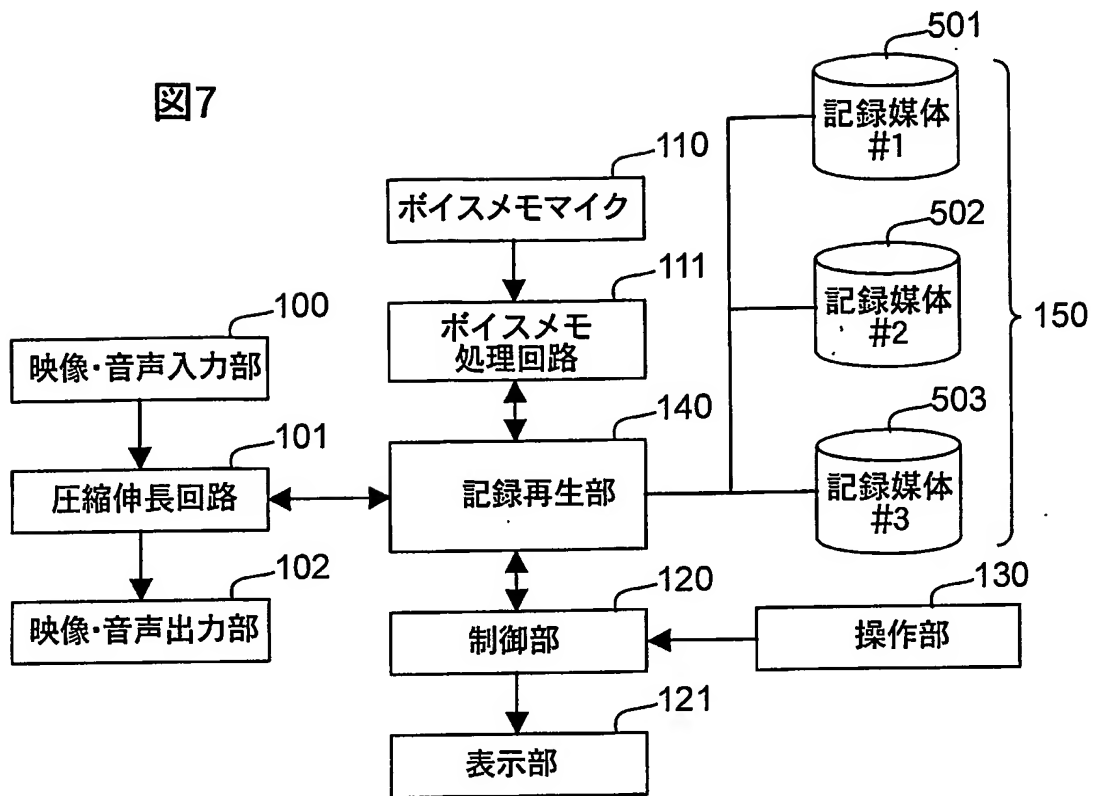 図7
501
記録媒体
#1
110
ボイスメモマイク
502
記録媒体
#2
111
ボイスメモ
処理回路
150
100
映像・音声入力部
503
記録媒体
#3
140
記録再生部
101
圧縮伸長回路
102
映像・音声出力部
120
制御部
130
操作部
121
表示部